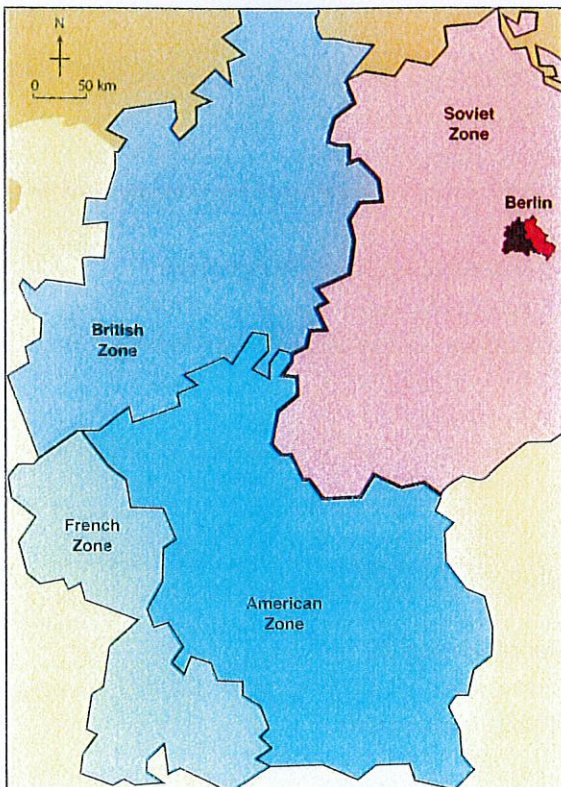 N
0 50 km
Soviet
Zone
Berlin
British
Zone
French
Zone
American
Zone